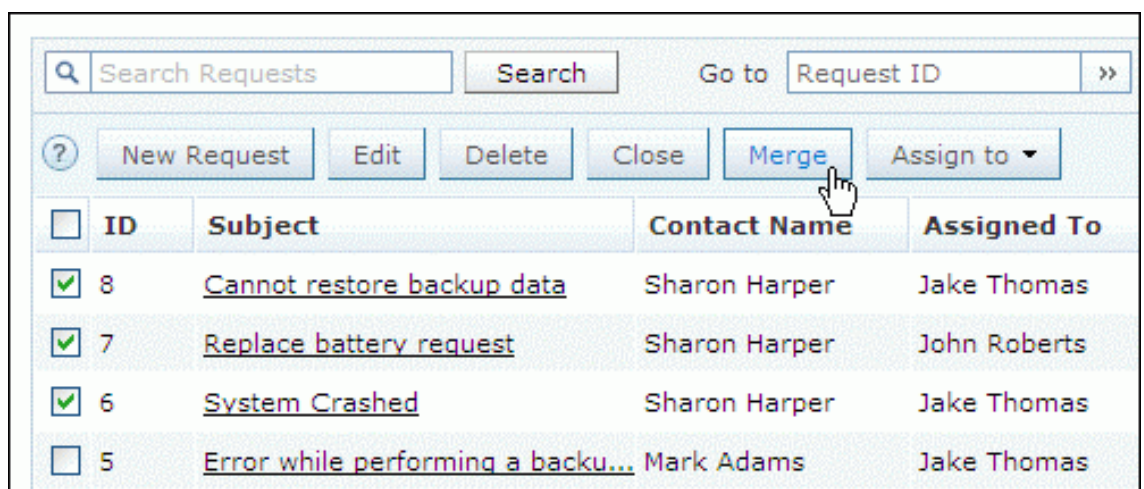 Search Requests Search Go to Request ID »
? New Request Edit Delete Close Merge Assign to
ID Subject Contact Name Assigned To
8 Cannot restore backup data Sharon Harper Jake Thomas
7 Replace battery request Sharon Harper John Roberts
6 System Crashed Sharon Harper Jake Thomas
5 Error while performing a backu... Mark Adams Jake Thomas